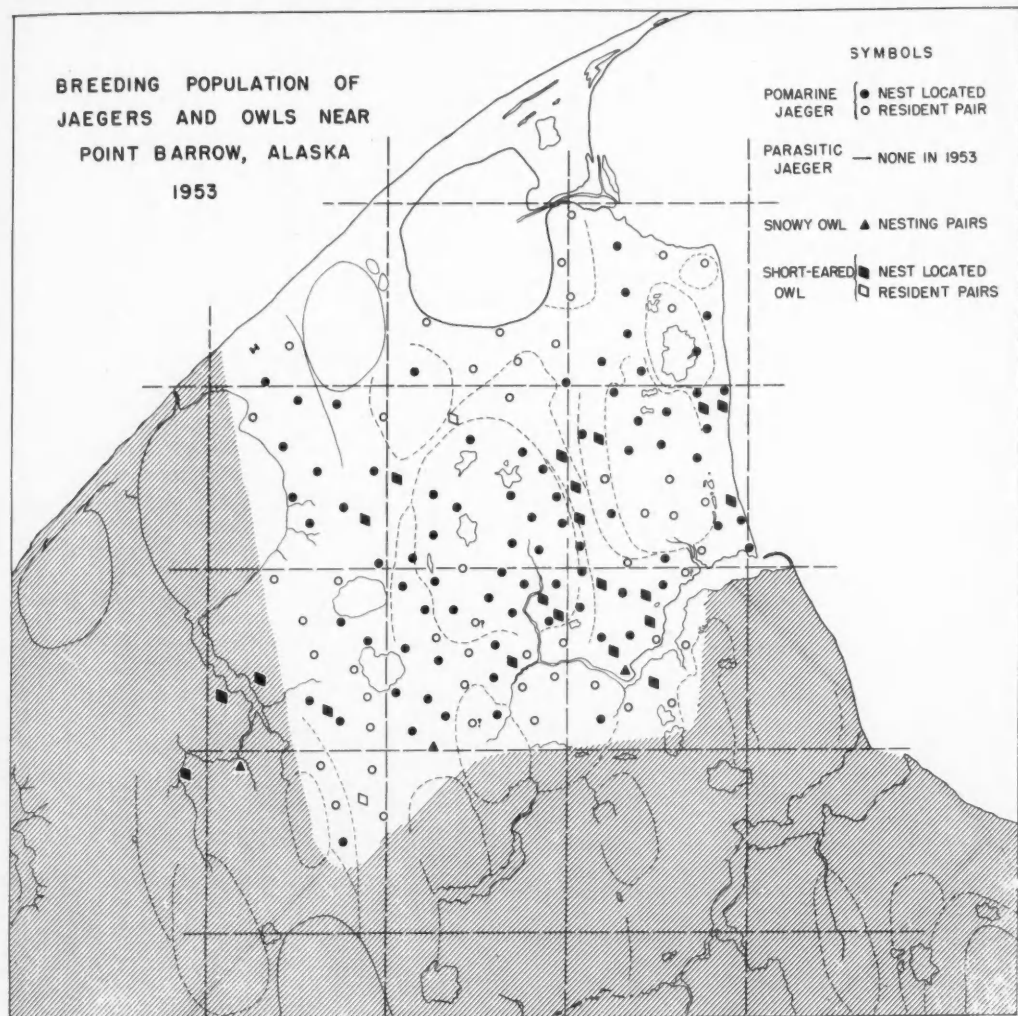 BREEDING POPULATION OF
JAEGERS AND OWLS NEAR
POINT BARROW, ALASKA
1953
SYMBOLS
POMARINE JAEGER
● NEST LOCATED
○ RESIDENT PAIR
PARASITIC JAEGER
— NONE IN 1953
SNOWY OWL ▲ NESTING PAIRS
SHORT-EARED OWL
NEST LOCATED
RESIDENT PAIRS
?
?